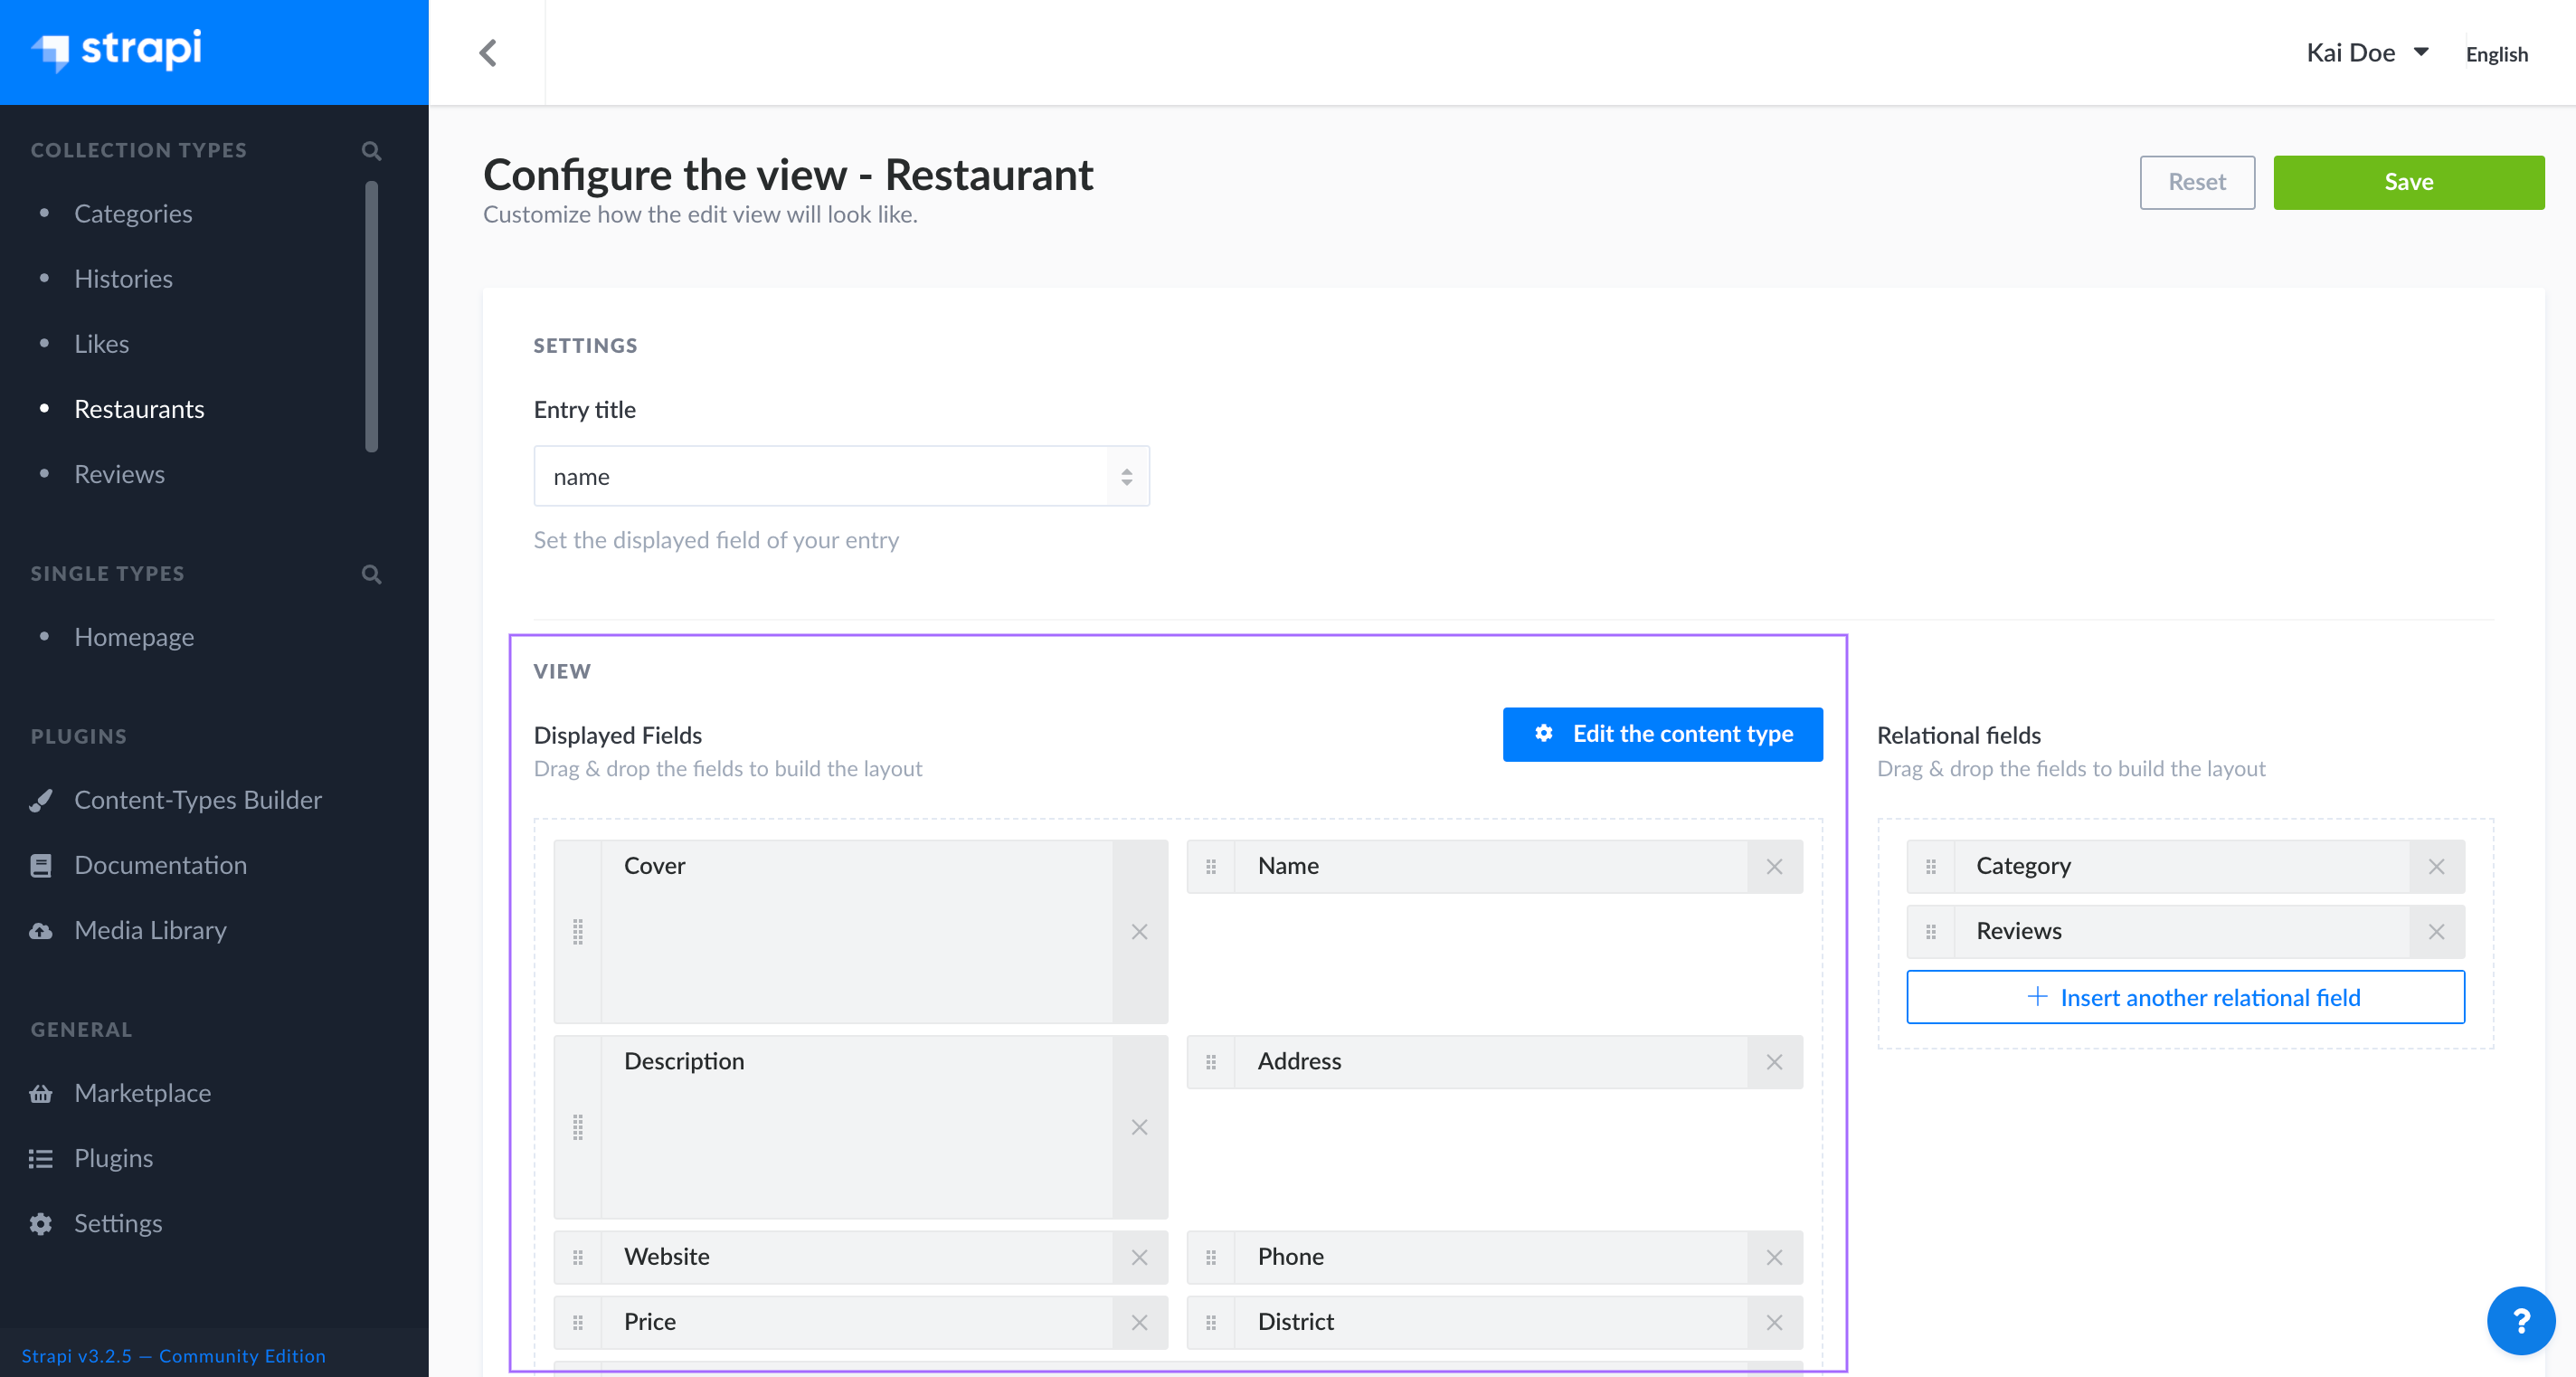 strapi
Kai Doe
English
COLLECTION TYPES
Categories
Histories
Likes
Restaurants
Reviews
SINGLE TYPES
Homepage
PLUGINS
Content-Types Builder
Documentation
Media Library
GENERAL
Marketplace
Plugins
Settings
Strapi v3.2.5 — Community Edition
Configure the view - Restaurant
Customize how the edit view will look like.
Reset
Save
SETTINGS
Entry title
name
Set the displayed field of your entry
VIEW
Displayed Fields
Drag & drop the fields to build the layout
Edit the content type
Cover
Name
Description
Address
Website
Phone
Price
District
Relational fields
Drag & drop the fields to build the layout
Category
Reviews
Insert another relational field
?